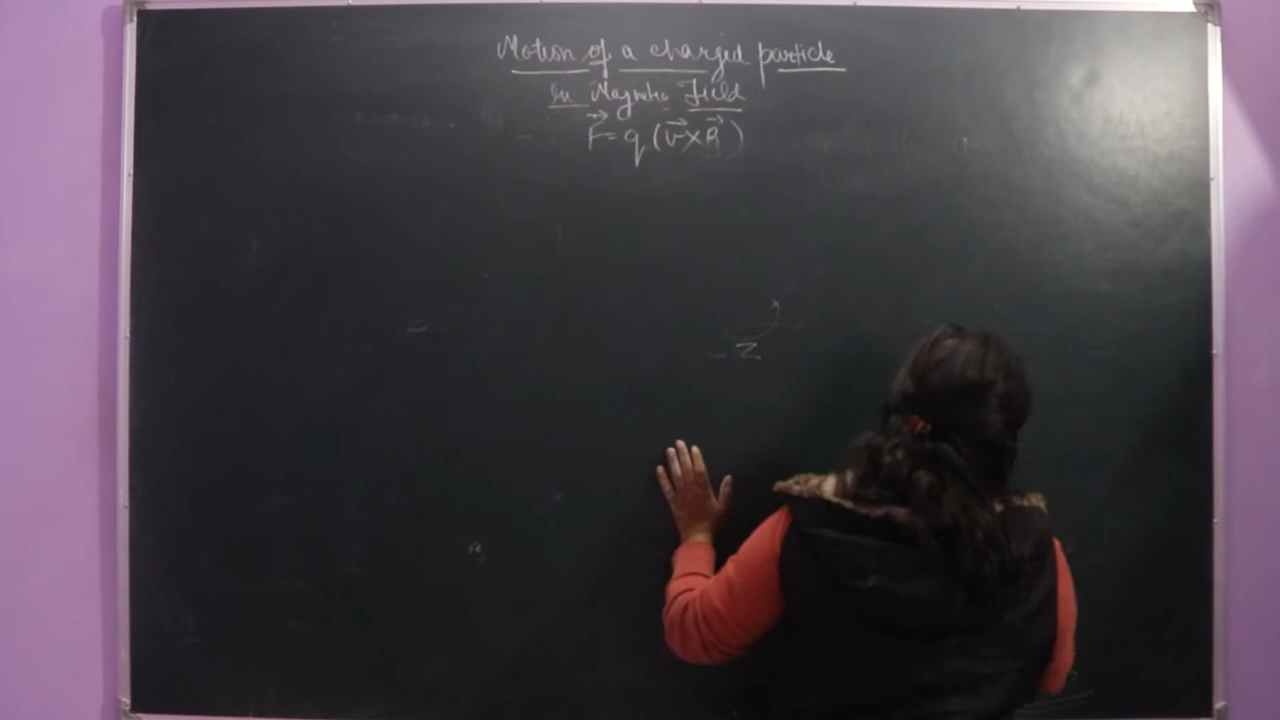 Motion of a charged particle
in Magnetic Field
F⃗ = q (v⃗ × B⃗)
Z